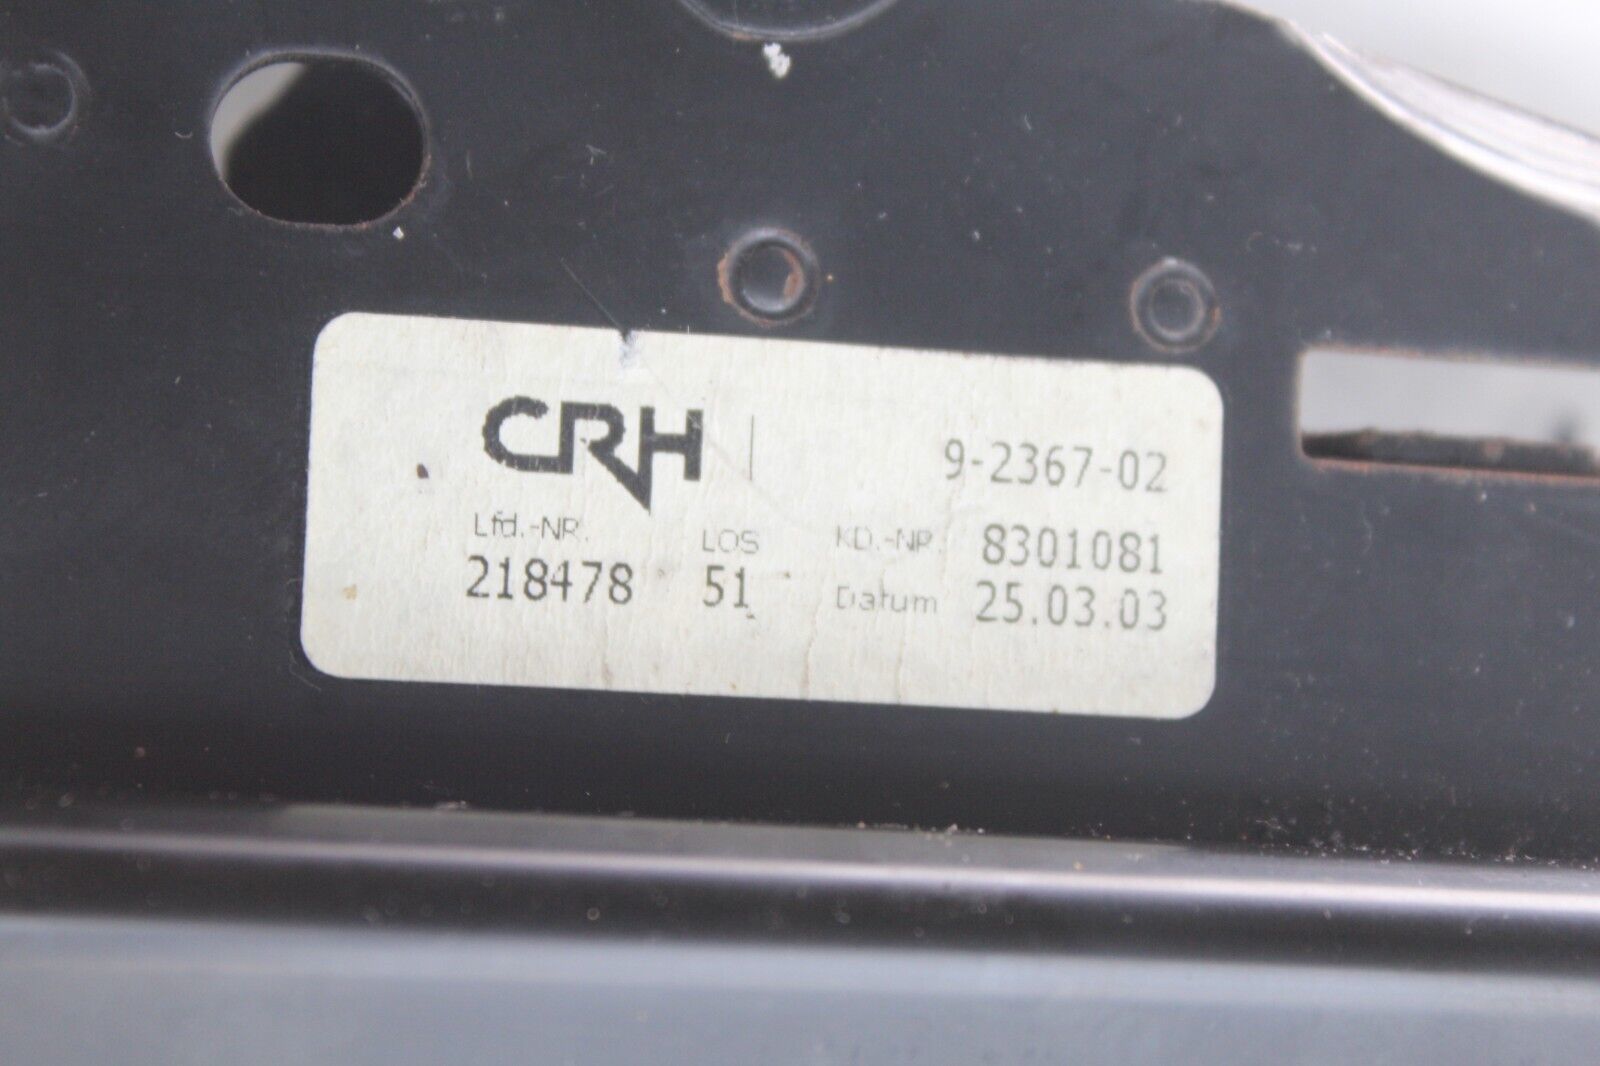 CRH 9-2367-02
Lfd.-NR. LOS KD.-NR. 8301081
218478 51 Datum 25.03.03